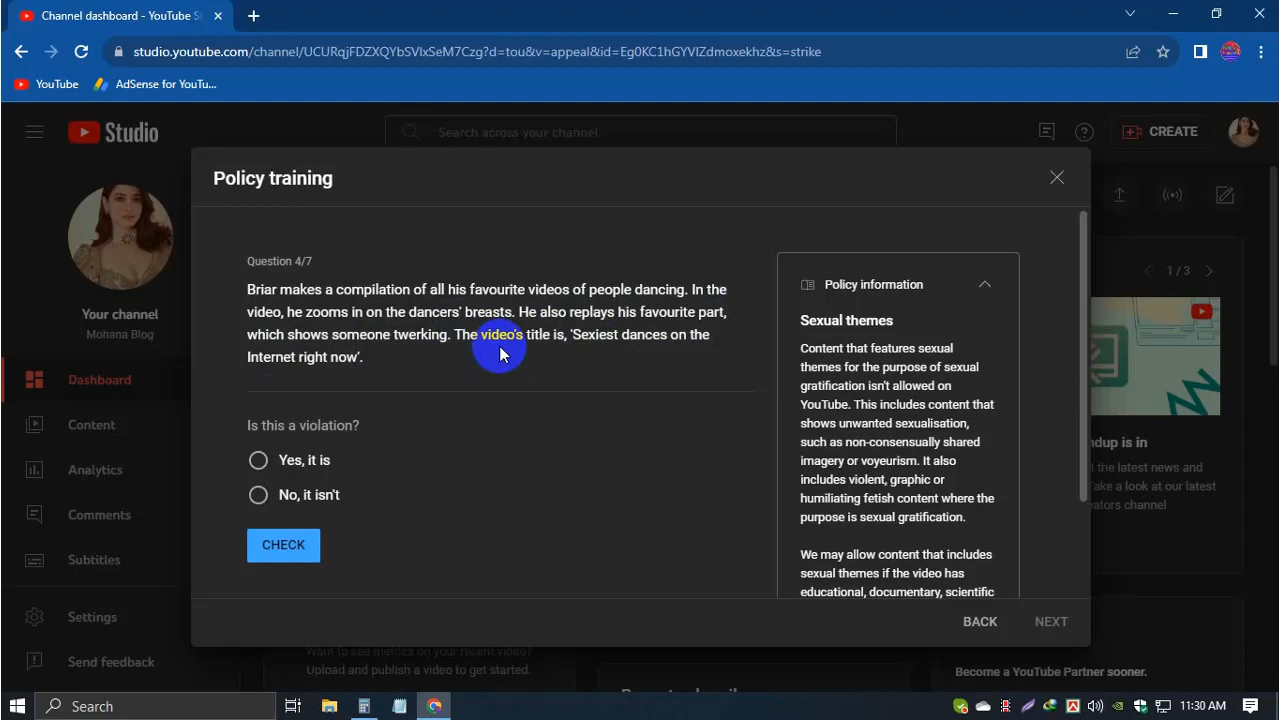 Channel dashboard - YouTube St
studio.youtube.com/channel/UCURqjFDZXQYbSVlxSeM7Czg?d=tou&v=appeal&id=Eg0KC1hGYVlZdmoxekhz&s=strike
YouTube
AdSense for YouTu...
Studio
Search across your channel
CREATE
Policy training
Your channel
Mohana Blog
Dashboard
Content
Analytics
Comments
Subtitles
Settings
Send feedback
Question 4/7
Briar makes a compilation of all his favourite videos of people dancing. In the
video, he zooms in on the dancers' breasts. He also replays his favourite part,
which shows someone twerking. The video's title is, 'Sexiest dances on the
Internet right now'.
Is this a violation?
Yes, it is
No, it isn't
CHECK
Policy information
Sexual themes
Content that features sexual
themes for the purpose of sexual
gratification isn't allowed on
YouTube. This includes content that
shows unwanted sexualisation,
such as non-consensually shared
imagery or voyeurism. It also
includes violent, graphic or
humiliating fetish content where the
purpose is sexual gratification.
We may allow content that includes
sexual themes if the video has
educational, documentary, scientific
BACK
NEXT
1 / 3
ndup is in
t the latest news and
Take a look at our latest
eators channel
Want to see metrics on your recent video?
Upload and publish a video to get started.
Become a YouTube Partner sooner.
Search
11:30 AM